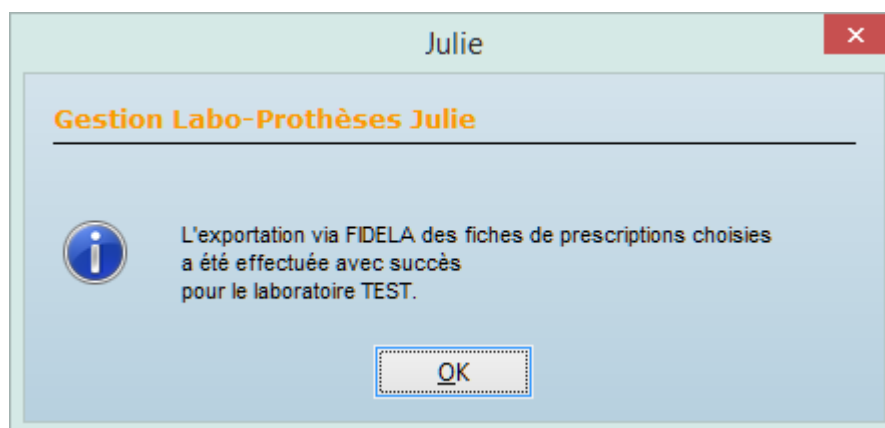 Julie
Gestion Labo-Prothèses Julie
L'exportation via FIDELA des fiches de prescriptions choisies
a été effectuée avec succès
pour le laboratoire TEST.
OK